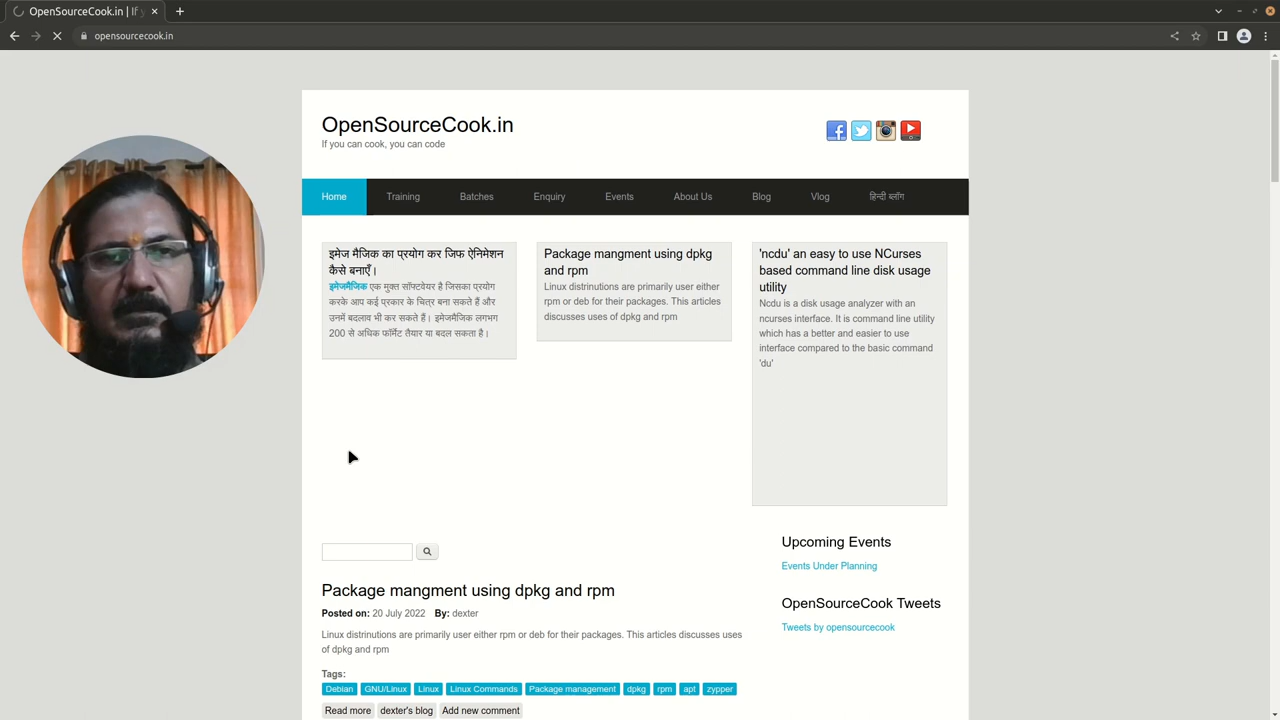 OpenSourceCook.in | If y
opensourcecook.in
OpenSourceCook.in
If you can cook, you can code
Home Training Batches Enquiry Events About Us Blog Vlog हिन्दी ब्लॉग
इमेज मैजिक का प्रयोग कर जिफ ऐनिमेशन
कैसे बनाएँ।
इमेजमैजिक एक मुक्त सॉफ्टवेयर है जिसका प्रयोग
करके आप कई प्रकार के चित्र बना सकते हैं और
उनमें बदलाव भी कर सकते हैं। इमेजमैजिक लगभग
200 से अधिक फॉर्मेट तैयार या बदल सकता है।
Package mangment using dpkg
and rpm
Linux distrinutions are primarily user either
rpm or deb for their packages. This articles
discusses uses of dpkg and rpm
'ncdu' an easy to use NCurses
based command line disk usage
utility
Ncdu is a disk usage analyzer with an
ncurses interface. It is command line utility
which has a better and easier to use
interface compared to the basic command
'du'
Upcoming Events
Events Under Planning
OpenSourceCook Tweets
Tweets by opensourcecook
Package mangment using dpkg and rpm
Posted on: 20 July 2022 By: dexter
Linux distrinutions are primarily user either rpm or deb for their packages. This articles discusses uses
of dpkg and rpm
Tags:
Debian GNU/Linux Linux Linux Commands Package management dpkg rpm apt zypper
Read more dexter's blog Add new comment